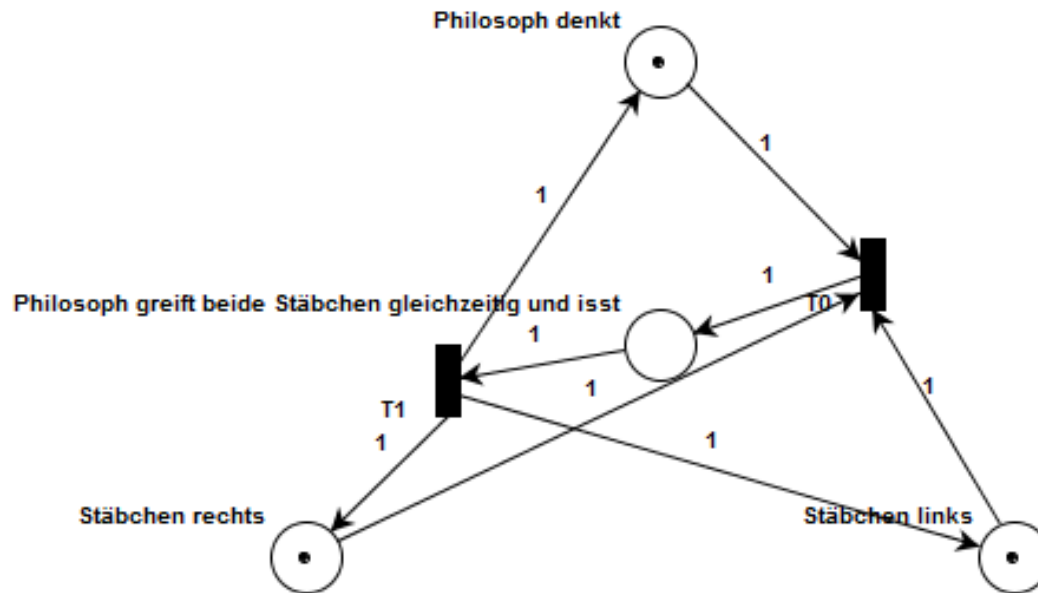 Philosoph denkt
1
1
1
Philosoph greift beide Stäbchen gleichzeitig und isst
T0
1
1
1
T1
1
1
Stäbchen rechts
Stäbchen links